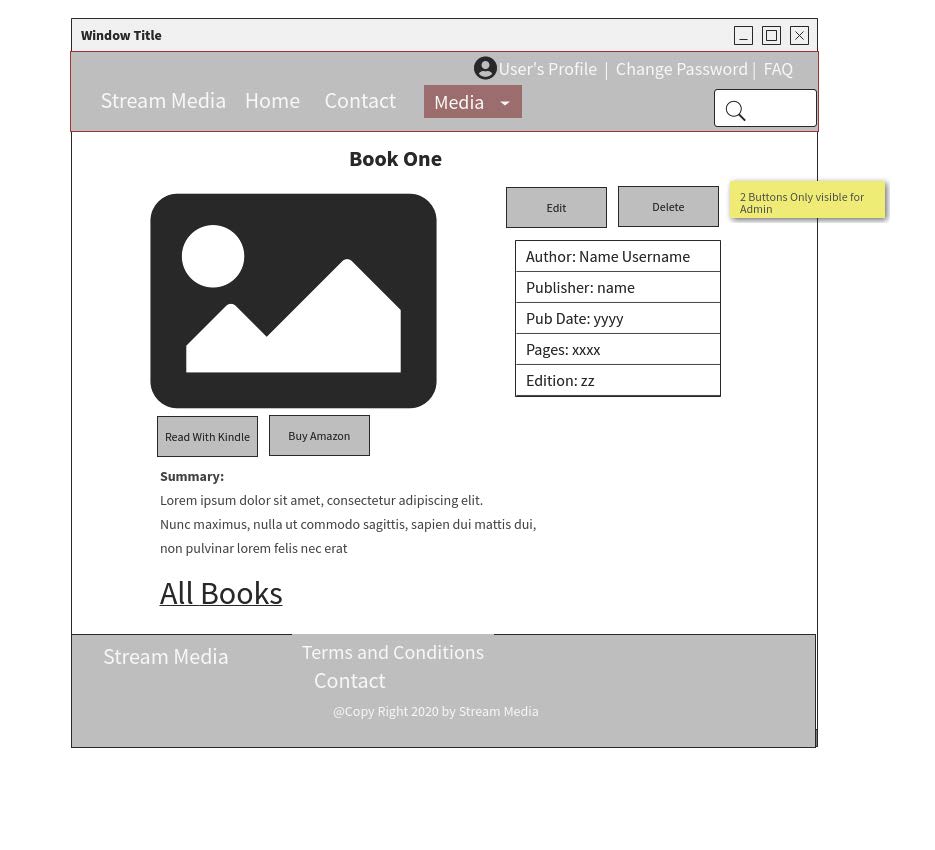 Window Title
User's Profile | Change Password | FAQ
Stream Media Home Contact Media
Book One
Edit Delete
2 Buttons Only visible for
Admin
Author: Name Username
Publisher: name
Pub Date: yyyy
Pages: xxxx
Edition: zz
Read With Kindle Buy Amazon
Summary:
Lorem ipsum dolor sit amet, consectetur adipiscing elit.
Nunc maximus, nulla ut commodo sagittis, sapien dui mattis dui,
non pulvinar lorem felis nec erat
All Books
Stream Media
Terms and Conditions
Contact
@Copy Right 2020 by Stream Media